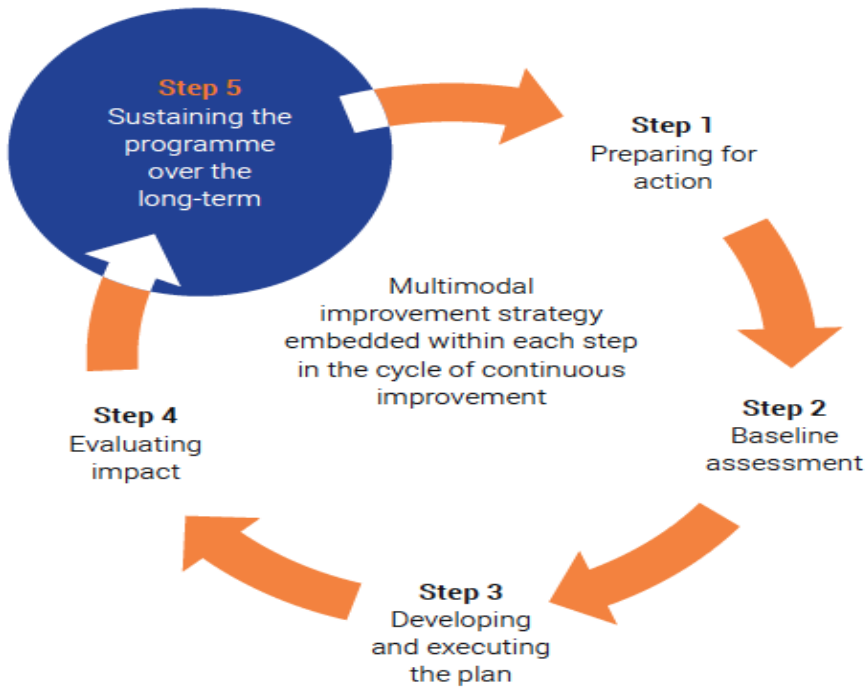 Step 5
Sustaining the
programme
over the
long-term
Step 1
Preparing for
action
Multimodal
improvement strategy
embedded within each step
in the cycle of continuous
improvement
Step 2
Baseline
assessment
Step 4
Evaluating
impact
Step 3
Developing
and executing
the plan